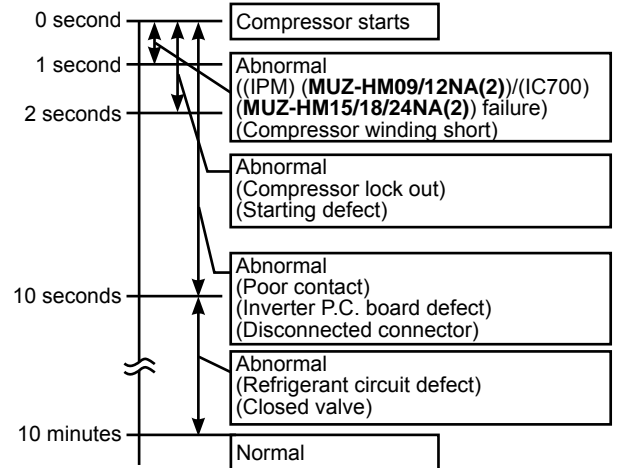 0 second
Compressor starts
1 second
Abnormal
((IPM) (MUZ-HM09/12NA(2))/(IC700)
(MUZ-HM15/18/24NA(2)) failure)
(Compressor winding short)
2 seconds
Abnormal
(Compressor lock out)
(Starting defect)
Abnormal
(Poor contact)
(Inverter P.C. board defect)
(Disconnected connector)
10 seconds
Abnormal
(Refrigerant circuit defect)
(Closed valve)
10 minutes
Normal